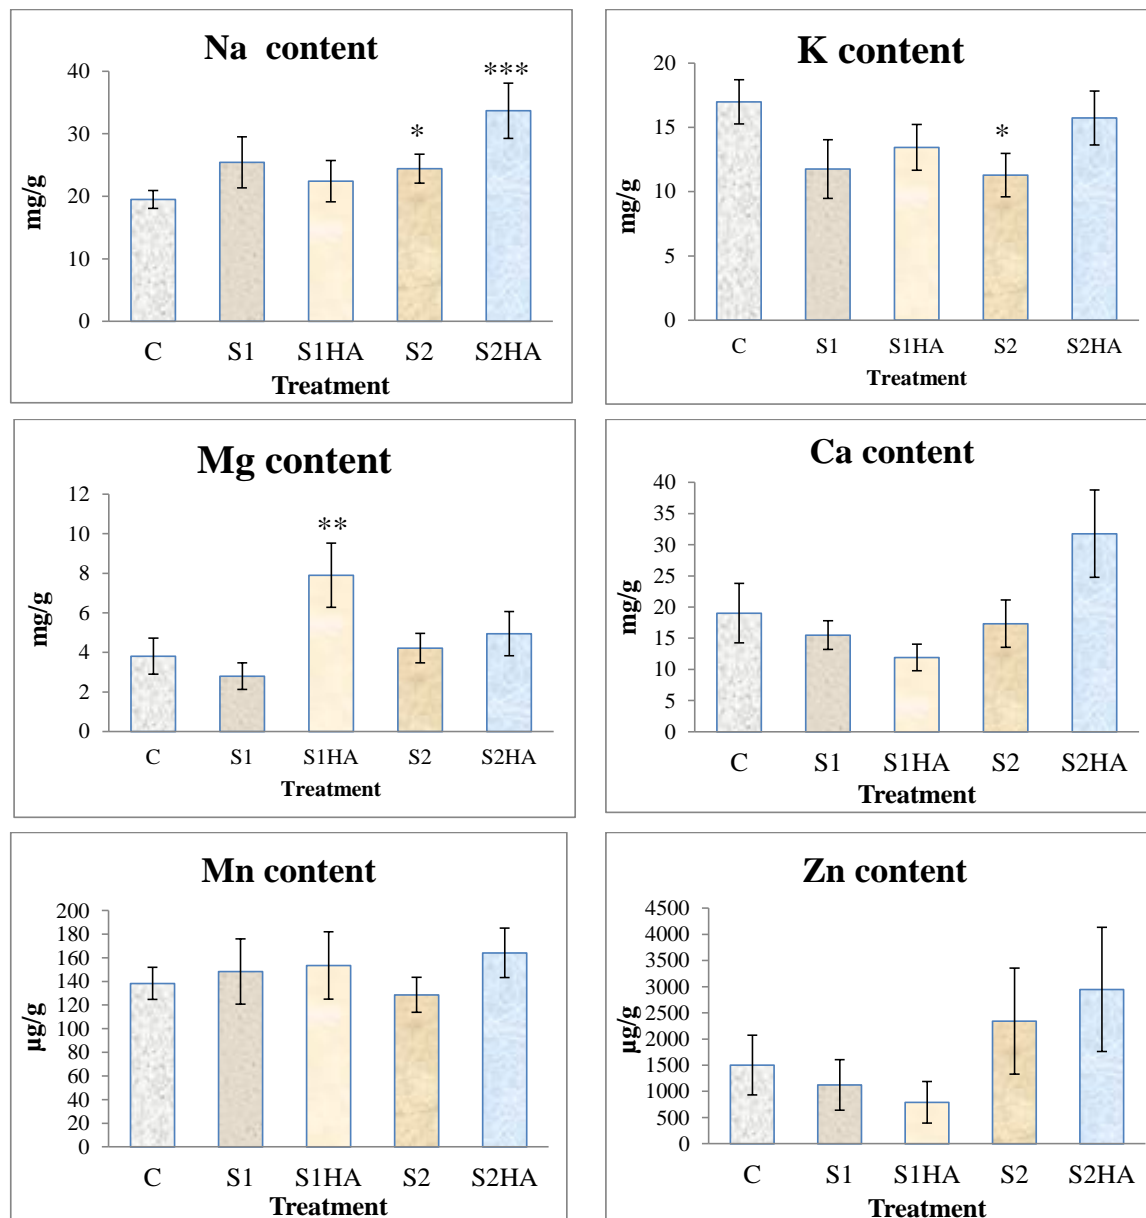 Na content
***
40
*
30
mg/g
20
10
0
C S1 S1HA S2 S2HA
Treatment
K content
20
15
*
mg/g
10
5
0
C S1 S1HA S2 S2HA
Treatment
Mg content
12
**
10
8
mg/g
6
4
2
0
C S1 S1HA S2 S2HA
Treatment
Ca content
40
35
30
25
mg/g
20
15
10
5
0
C S1 S1HA S2 S2HA
Treatment
Mn content
200
180
160
140
120
µg/g
100
80
60
40
20
0
C S1 S1HA S2 S2HA
Treatment
Zn content
4500
4000
3500
3000
2500
µg/g
2000
1500
1000
500
0
C S1 S1HA S2 S2HA
Treatment